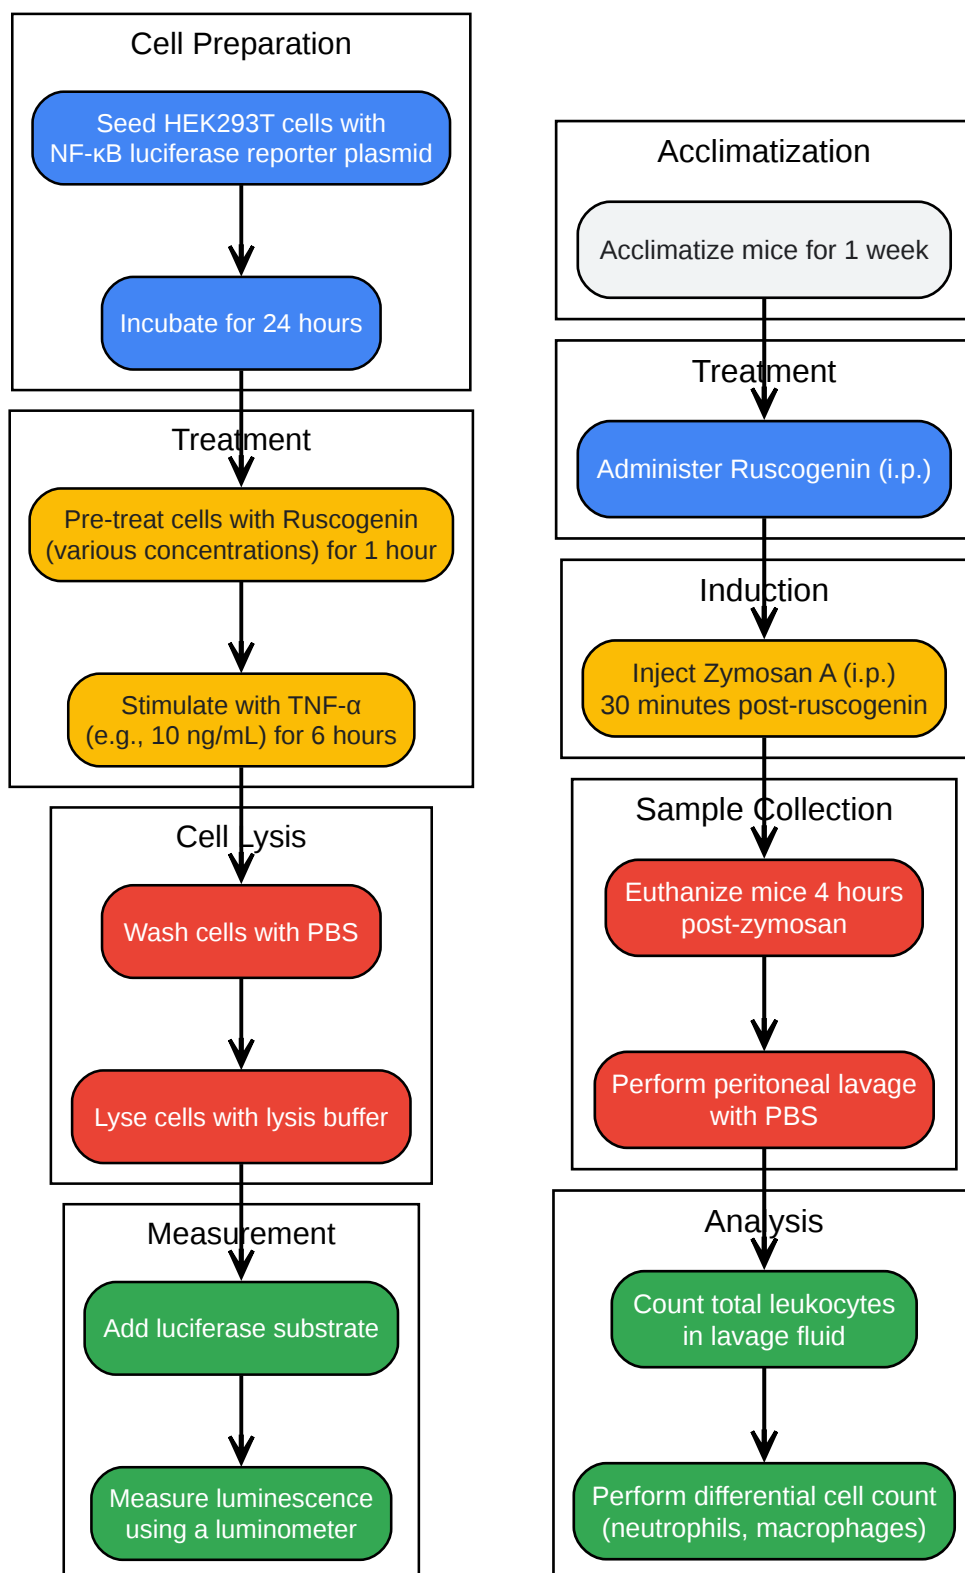 Cell Preparation
Seed HEK293T cells with
NF-κB luciferase reporter plasmid
Incubate for 24 hours
Treatment
Pre-treat cells with Ruscogenin
(various concentrations) for 1 hour
Stimulate with TNF-α
(e.g., 10 ng/mL) for 6 hours
Cell Lysis
Wash cells with PBS
Lyse cells with lysis buffer
Measurement
Add luciferase substrate
Measure luminescence
using a luminometer
Acclimatization
Acclimatize mice for 1 week
Treatment
Administer Ruscogenin (i.p.)
Induction
Inject Zymosan A (i.p.)
30 minutes post-ruscogenin
Sample Collection
Euthanize mice 4 hours
post-zymosan
Perform peritoneal lavage
with PBS
Analysis
Count total leukocytes
in lavage fluid
Perform differential cell count
(neutrophils, macrophages)